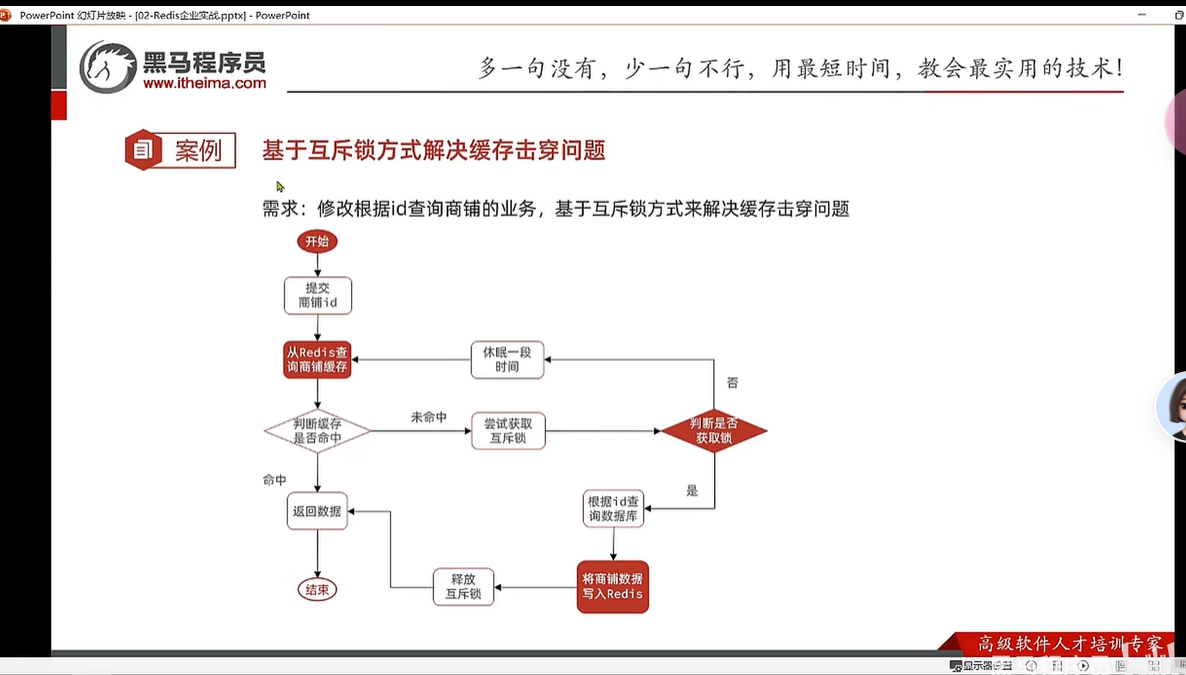 PowerPoint 幻灯片放映 - [02-Redis企业实战.pptx] - PowerPoint
黑马程序员
www.itheima.com
多一句没有，少一句不行，用最短时间，教会最实用的技术！
案例
基于互斥锁方式解决缓存击穿问题
需求：修改根据id查询商铺的业务，基于互斥锁方式来解决缓存击穿问题
开始
提交
商铺id
从Redis查
询商铺缓存
休眠一段
时间
否
判断缓存
是否命中
未命中
尝试获取
互斥锁
判断是否
获取锁
命中
是
返回数据
根据id查
询数据库
结束
释放
互斥锁
将商铺数据
写入Redis
高级软件人才培训专家
显示器设置